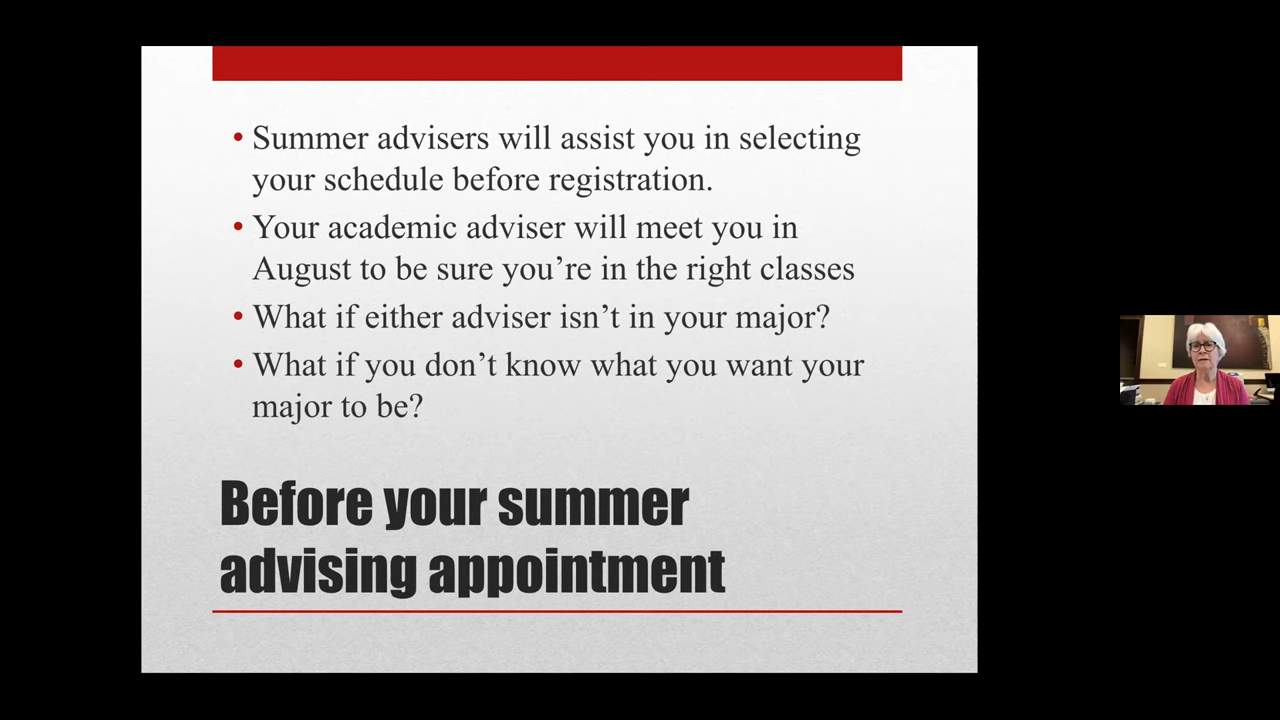 • Summer advisers will assist you in selecting
your schedule before registration.
• Your academic adviser will meet you in
August to be sure you’re in the right classes
• What if either adviser isn’t in your major?
• What if you don’t know what you want your
major to be?
Before your summer
advising appointment